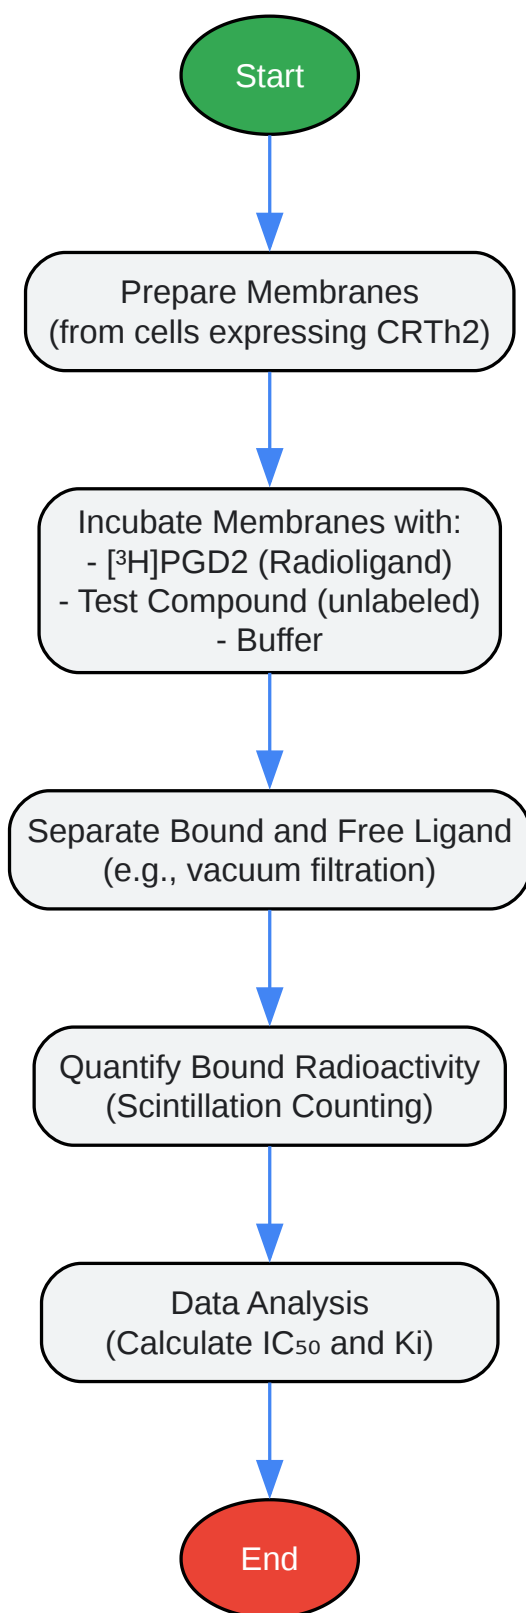 Start
Prepare Membranes
(from cells expressing CRTh2)
Incubate Membranes with:
- [³H]PGD2 (Radioligand)
- Test Compound (unlabeled)
- Buffer
Separate Bound and Free Ligand
(e.g., vacuum filtration)
Quantify Bound Radioactivity
(Scintillation Counting)
Data Analysis
(Calculate IC₅₀ and Ki)
End